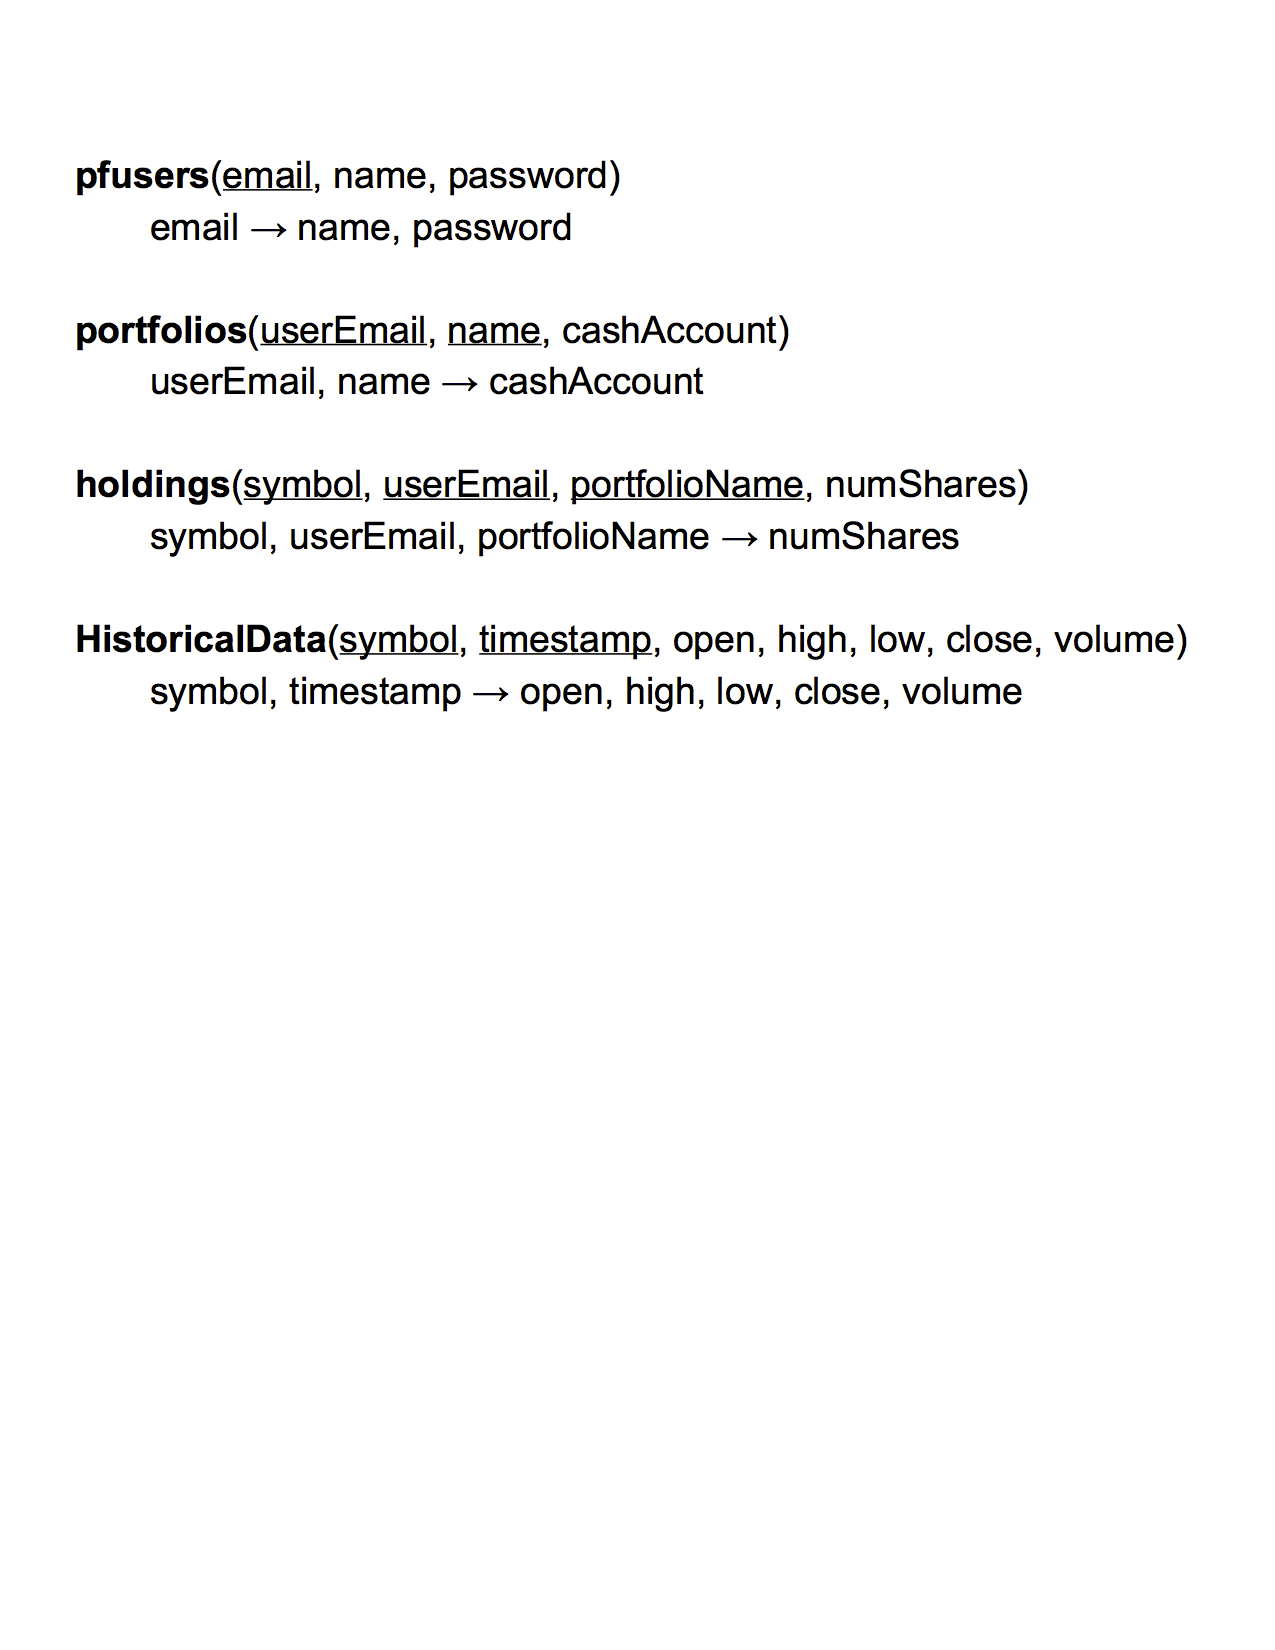 pfusers(email, name, password)
email → name, password
portfolios(userEmail, name, cashAccount)
userEmail, name → cashAccount
holdings(symbol, userEmail, portfolioName, numShares)
symbol, userEmail, portfolioName → numShares
HistoricalData(symbol, timestamp, open, high, low, close, volume)
symbol, timestamp → open, high, low, close, volume